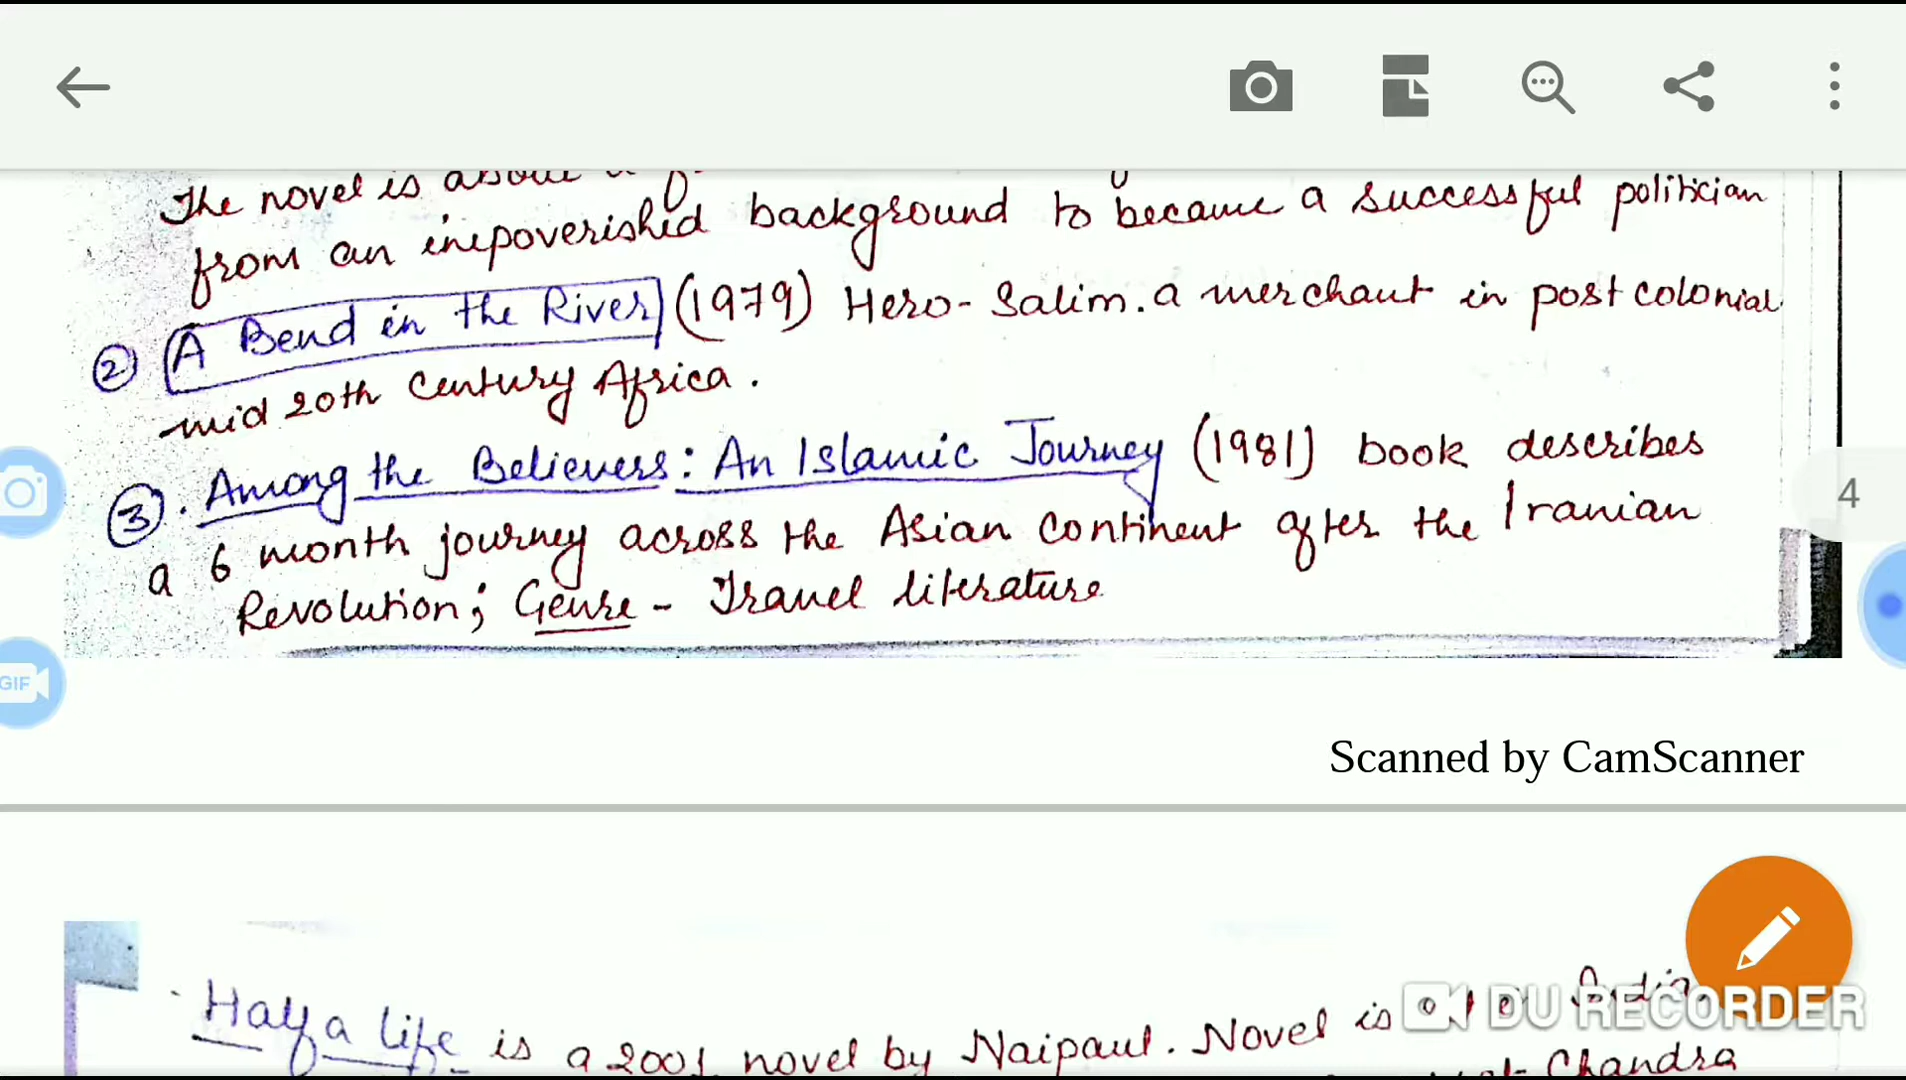 The novel is about a
from an inepoverishid background to became a successful politician
② A Bend in the River (1979) Hero - Salim. a merchant in post colonial
mid 20th Century Africa.
③. Among the Believers: An Islamic Journey (1981) book describes
a 6 month journey across the Asian Continent after the Iranian
Revolution; Genre - Travel literature
4
GIF
Scanned by CamScanner
Half a life is a 2001 novel by Naipaul. Novel is
India.
DU RECORDER
Chandra